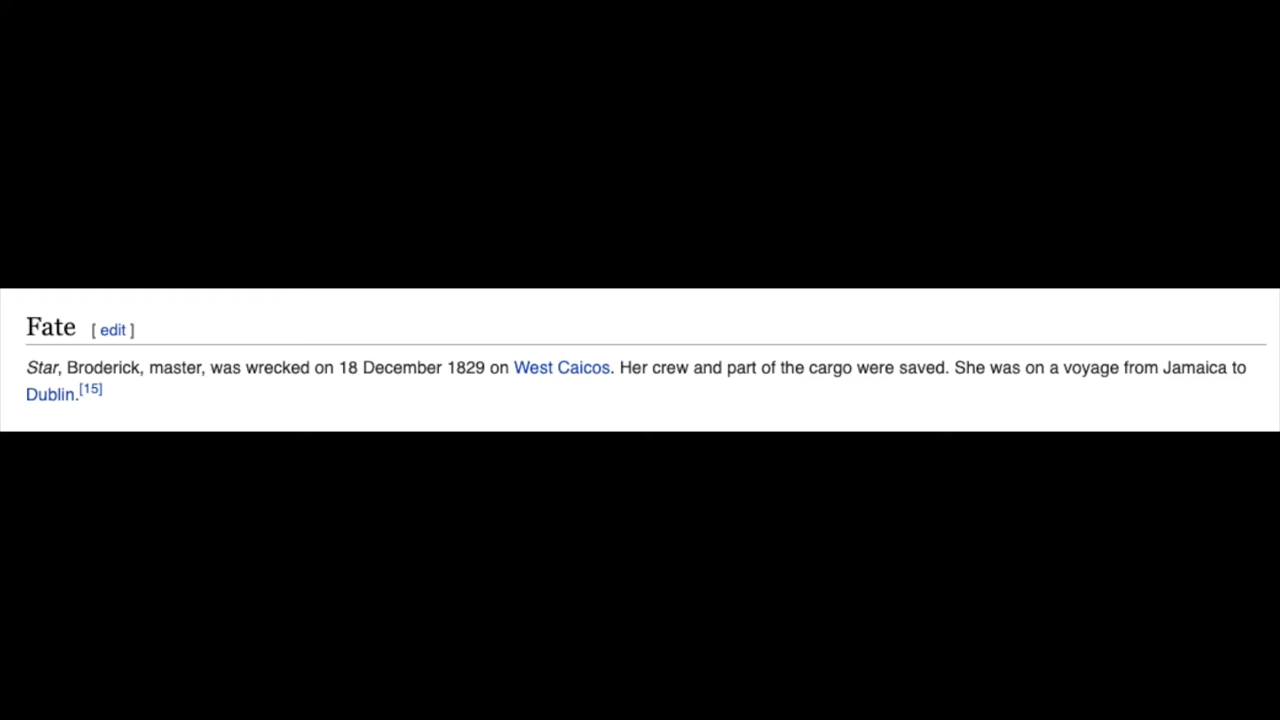 Fate [ edit ]
Star, Broderick, master, was wrecked on 18 December 1829 on West Caicos. Her crew and part of the cargo were saved. She was on a voyage from Jamaica to
Dublin.[15]